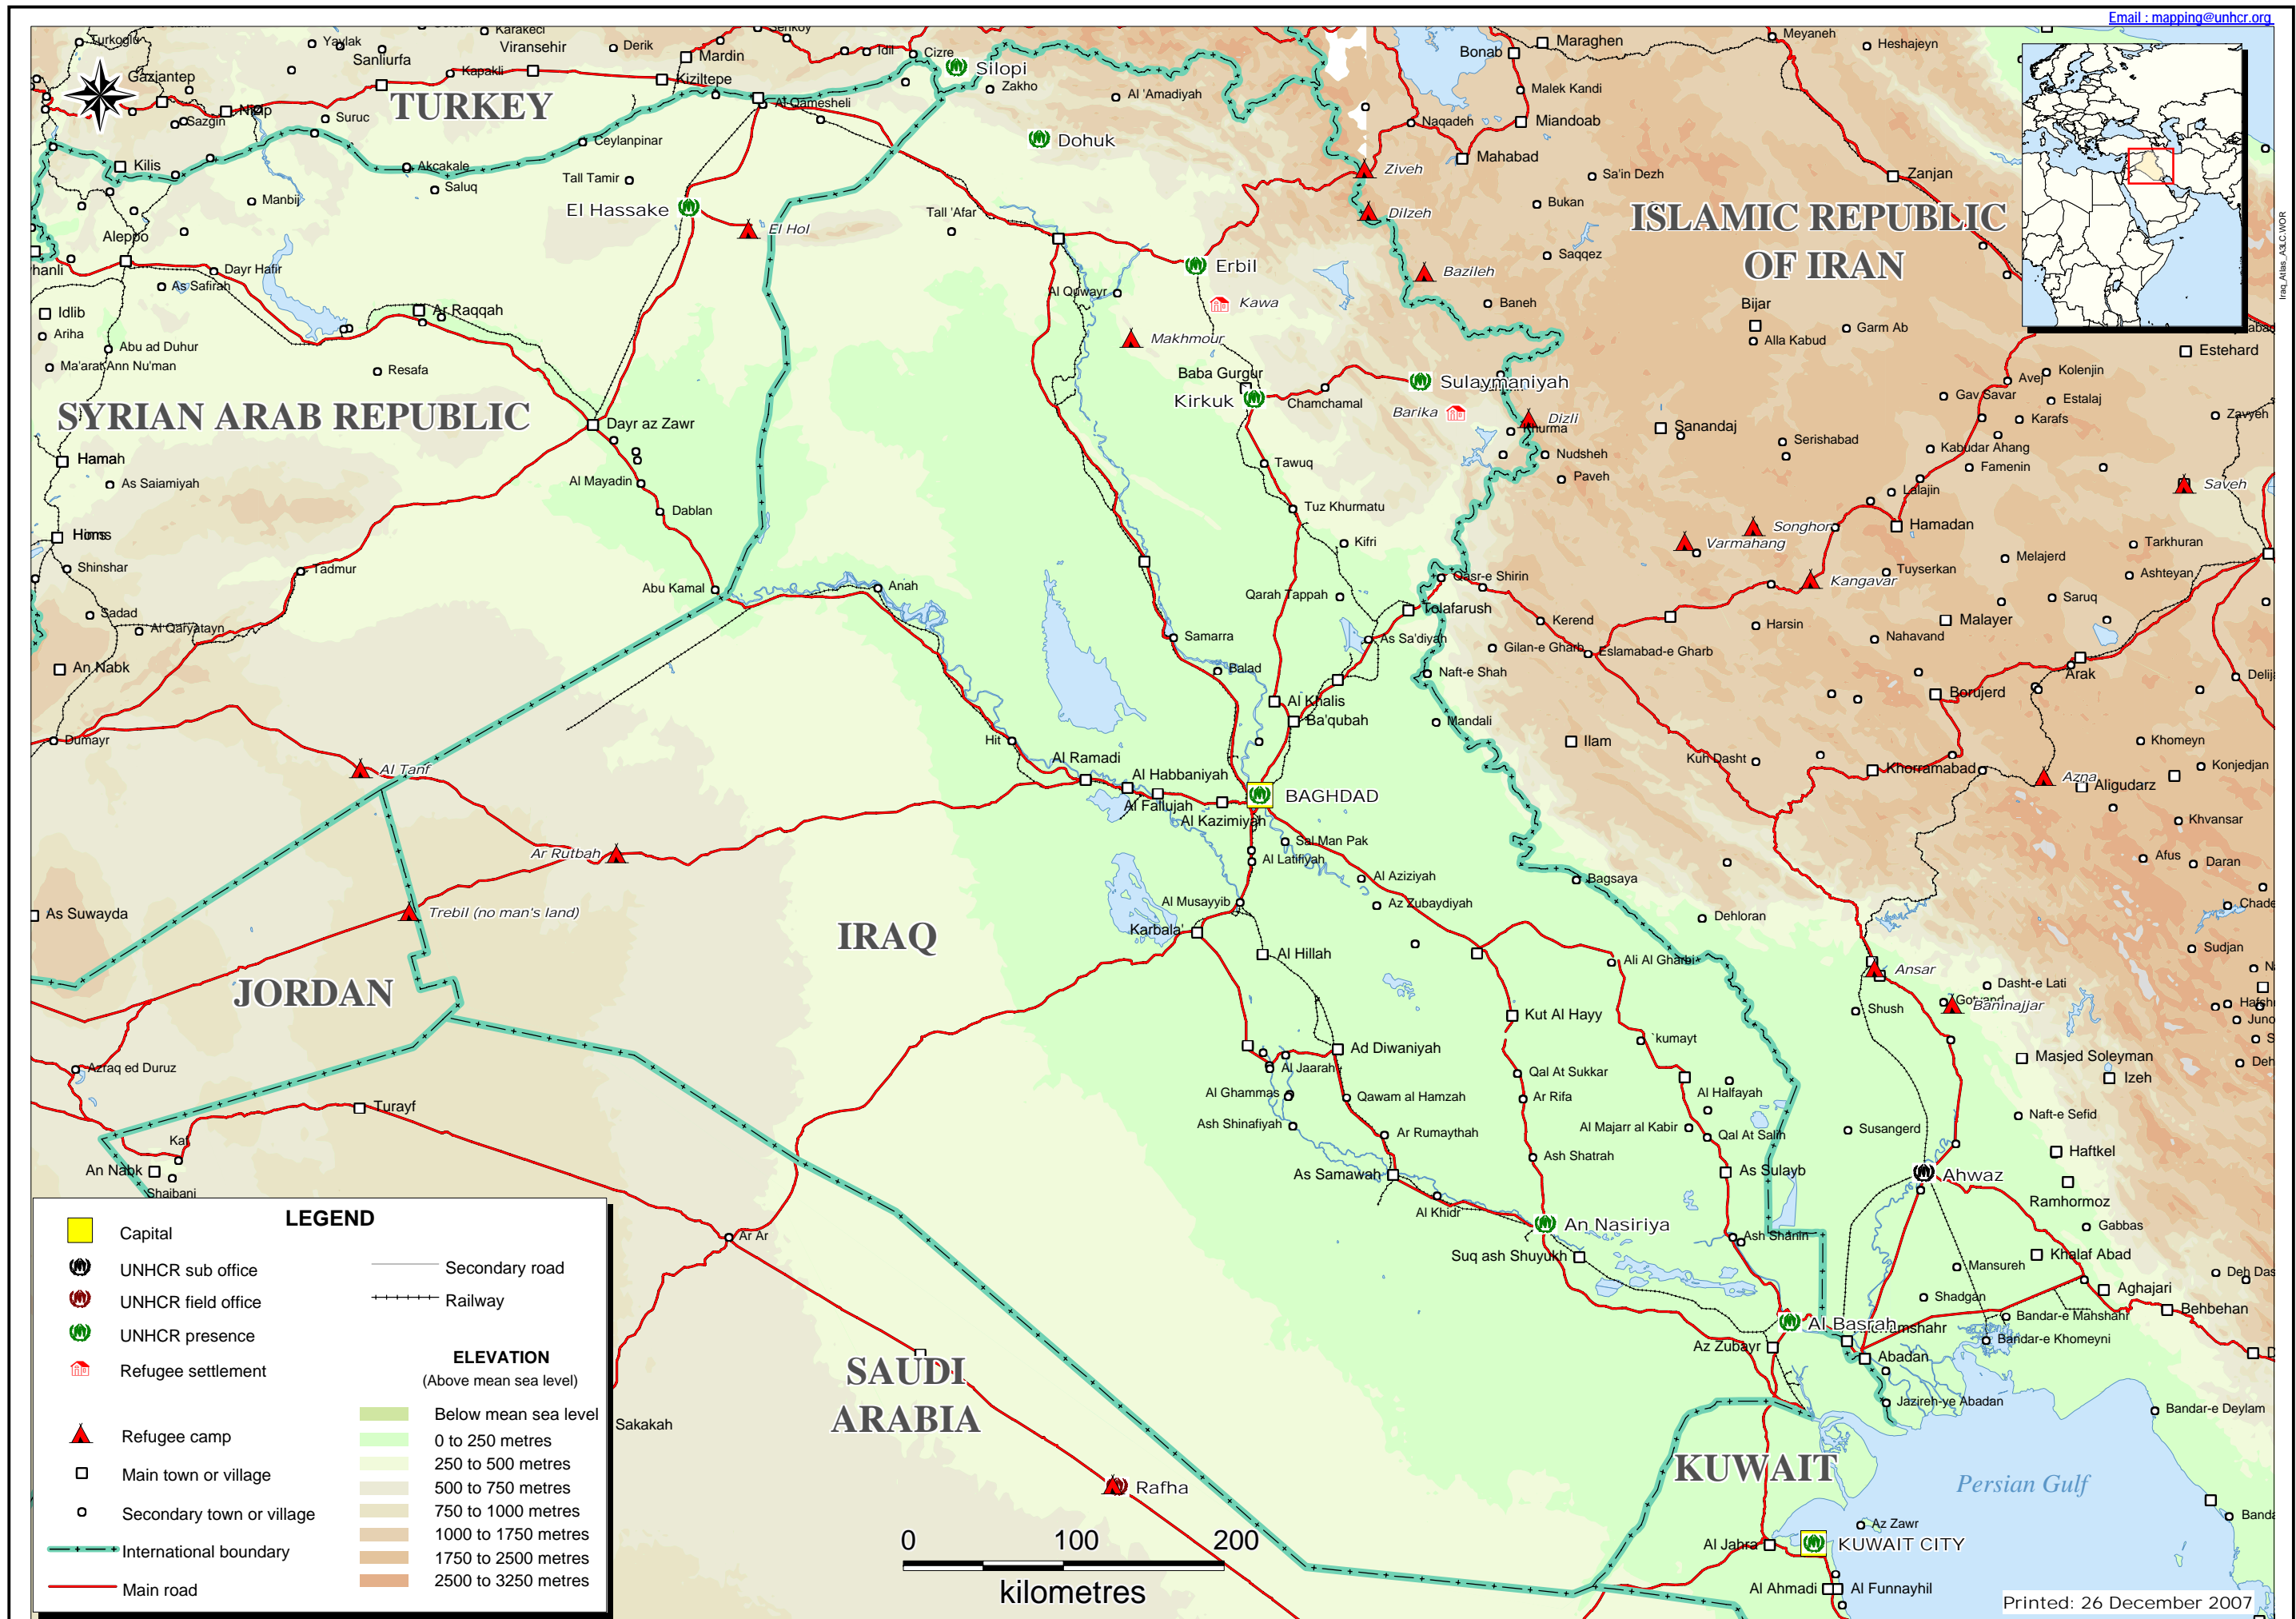 Email : mapping@unhcr.org
Iraq_Atlas_A3LC.WOR
Turkoglu
Yaylak
Sanliurfa
Karakeci
Viransehir
Derik
Mardin
Senkoy
Idil
Cizre
Silopi
Zakho
Al 'Amadiyah
Bonab
Maraghen
Meyaneh
Heshajeyn
Gaziantep
Kapakli
Kiziltepe
Al Qamesheli
Malek Kandi
Nizip
Sazgin
Suruc
TURKEY
Ceylanpinar
Dohuk
Naqadeh
Miandoab
Mahabad
Kilis
Akcakale
Saluq
Manbij
Tall Tamir
El Hassake
El Hol
Tall 'Afar
Ziveh
Dilzeh
Sa'in Dezh
Bukan
Zanjan
ISLAMIC REPUBLIC
OF IRAN
Aleppo
Dayr Hafir
As Safirah
Erbil
Kawa
Al Quwayr
Bazileh
Saqqez
Baneh
Bijar
Alla Kabud
Garm Ab
Estehard
Idlib
Ariha
Abu ad Duhur
Ma'arat Ann Nu'man
Ar Raqqah
Resafa
Makhmour
Baba Gurgur
Kirkuk
Chamchamal
Sulaymaniyah
Barika
Dizli
Khurma
Nudsheh
Paveh
Sanandaj
Serishabad
Avej
Kolenjin
Gav Savar
Estalaj
Karafs
Zavyeh
Kabudar Ahang
Famenin
Lalajin
Saveh
SYRIAN ARAB REPUBLIC
Dayr az Zawr
Al Mayadin
Dablan
Tawuq
Tuz Khurmatu
Kifri
Hamah
As Saiamiyah
Hims
Shinshar
Tadmur
Sadad
Al Qaryatayn
An Nabk
Abu Kamal
Anah
Qarah Tappah
Qasr-e Shirin
Tolafarush
As Sa'diyah
Songhor
Varmahang
Kangavar
Hamadan
Melajerd
Tarkhuran
Tuyserkan
Ashteyan
Saruq
Kerend
Harsin
Malayer
Nahavand
Gilan-e Gharb
Eslamabad-e Gharb
Naft-e Shah
Samarra
Balad
Al Khalis
Ba'qubah
Mandali
Ilam
Kuh Dasht
Borujerd
Arak
Khomeyn
Konjedjan
Khorramabad
Azna
Aligudarz
Khvansar
Afus
Daran
Dumayr
Al Tanf
Hit
Al Ramadi
Al Habbaniyah
Al Fallujah
Al Kazimiyah
BAGHDAD
Sal Man Pak
Al Latifiyah
Al Aziziyah
Az Zubaydiyah
Bagsaya
Dehloran
Ar Rutbah
Trebil (no man's land)
As Suwayda
JORDAN
IRAQ
Al Musayyib
Karbala'
Al Hillah
Ali Al Gharbi
Sudjan
Ansar
Dasht-e Lati
Gotvand
Baninajjar
Shush
Kut Al Hayy
`kumayt
Ad Diwaniyah
Al Jaarah
Al Ghammas
Qawam al Hamzah
Ash Shinafiyah
Ar Rumaythah
Qal At Sukkar
Ar Rifa
Al Halfayah
Al Majarr al Kabir
Qal At Salih
Ash Shatrah
As Sulayb
Masjed Soleyman
Izeh
Naft-e Sefid
Susangerd
Haftkel
Ahwaz
Ramhormoz
Gabbas
Azraq ed Duruz
Turayf
Kaf
An Nabk
Shaibani
As Samawah
Al Khidr
An Nasiriya
Suq ash Shuyukh
Khalaf Abad
Mansureh
Shadgan
Aghajari
Behbehan
Bandar-e Mahshahr
Bandar-e Khomeyni
Al Basrah
Az Zubayr
Abadan
Jazireh-ye Abadan
Bandar-e Deylam
Ar Ar
Sakakah
SAUDI
ARABIA
Rafha
KUWAIT
Persian Gulf
Az Zawr
Al Jahra
KUWAIT CITY
Al Ahmadi
Al Funnayhil
LEGEND
Capital
UNHCR sub office
UNHCR field office
UNHCR presence
Refugee settlement
Refugee camp
Main town or village
Secondary town or village
International boundary
Main road
Secondary road
Railway
ELEVATION
(Above mean sea level)
Below mean sea level
0 to 250 metres
250 to 500 metres
500 to 750 metres
750 to 1000 metres
1000 to 1750 metres
1750 to 2500 metres
2500 to 3250 metres
0 100 200
kilometres
Printed: 26 December 2007